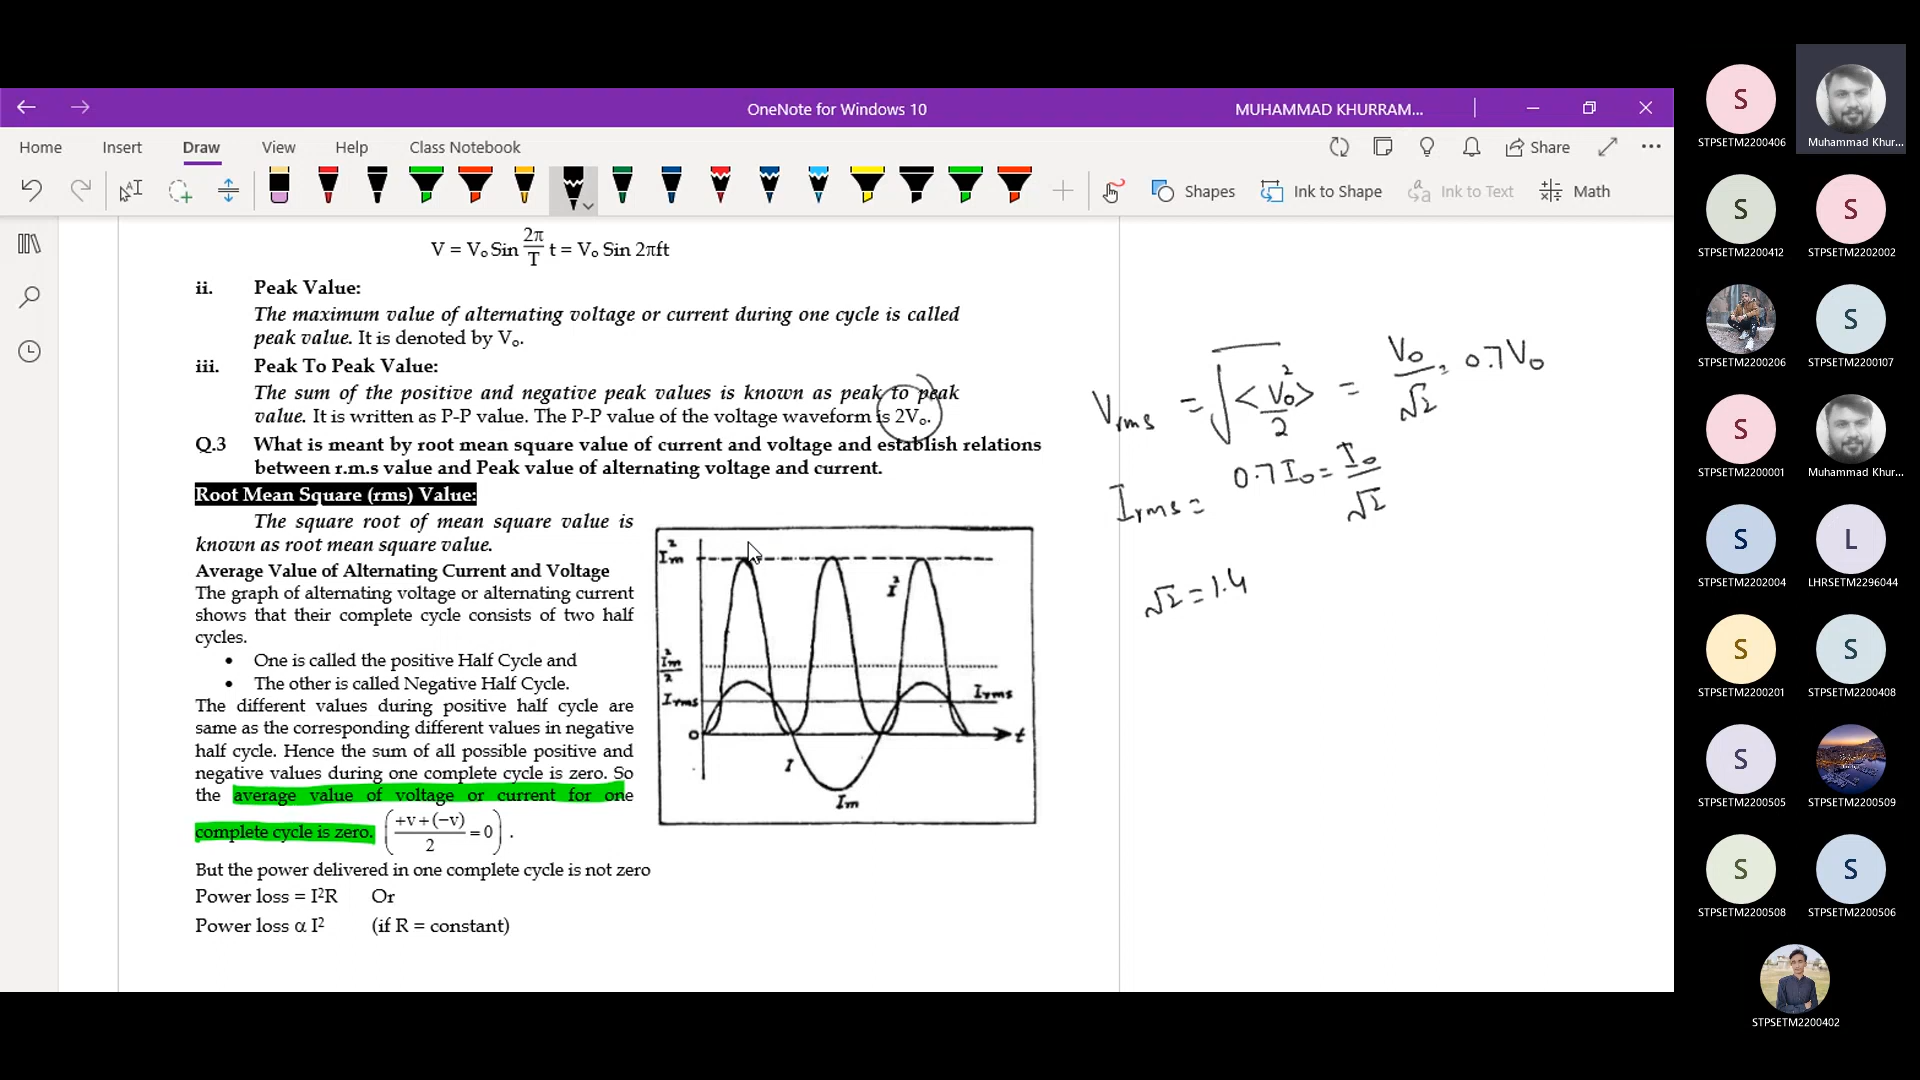 OneNote for Windows 10
MUHAMMAD KHURRAM...
Home Insert Draw View Help Class Notebook
Share
Shapes Ink to Shape Ink to Text Math
V = Vₒ Sin 2π/T t = Vₒ Sin 2πft
ii. Peak Value:
The maximum value of alternating voltage or current during one cycle is called
peak value. It is denoted by Vₒ.
iii. Peak To Peak Value:
The sum of the positive and negative peak values is known as peak to peak
value. It is written as P-P value. The P-P value of the voltage waveform is 2Vₒ.
Q.3 What is meant by root mean square value of current and voltage and establish relations
between r.m.s value and Peak value of alternating voltage and current.
Root Mean Square (rms) Value:
The square root of mean square value is
known as root mean square value.
Average Value of Alternating Current and Voltage
The graph of alternating voltage or alternating current
shows that their complete cycle consists of two half
cycles.
• One is called the positive Half Cycle and
• The other is called Negative Half Cycle.
The different values during positive half cycle are
same as the corresponding different values in negative
half cycle. Hence the sum of all possible positive and
negative values during one complete cycle is zero. So
the average value of voltage or current for one
complete cycle is zero. (+v+(−v)/2 = 0) .
But the power delivered in one complete cycle is not zero
Power loss = I²R Or
Power loss α I² (if R = constant)
Im²
I²
Im²/2
Irms
Irms
o
t
I
Im
Vrms = √<V₀²/2> = V₀/√2 = 0.7V₀
Irms = 0.7I₀ = I₀/√2
√2 = 1.4
S
STPSETM2200406
Muhammad Khur...
S
STPSETM2200412
S
STPSETM2202002
STPSETM2200206
S
STPSETM2200107
S
STPSETM2200001
Muhammad Khur...
S
STPSETM2202004
L
LHRSETM2296044
S
STPSETM2200201
S
STPSETM2200408
S
STPSETM2200505
STPSETM2200509
S
STPSETM2200508
S
STPSETM2200506
STPSETM2200402